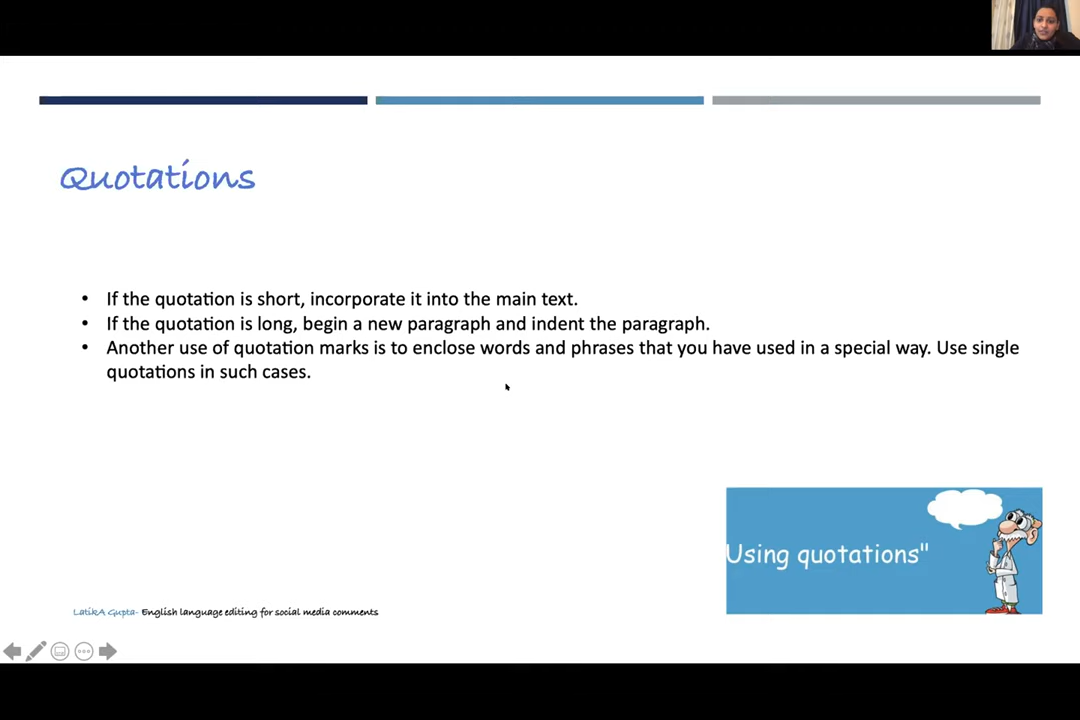 Quotations
• If the quotation is short, incorporate it into the main text.
• If the quotation is long, begin a new paragraph and indent the paragraph.
• Another use of quotation marks is to enclose words and phrases that you have used in a special way. Use single
quotations in such cases.
Using quotations"
LatikA Gupta- English language editing for social media comments